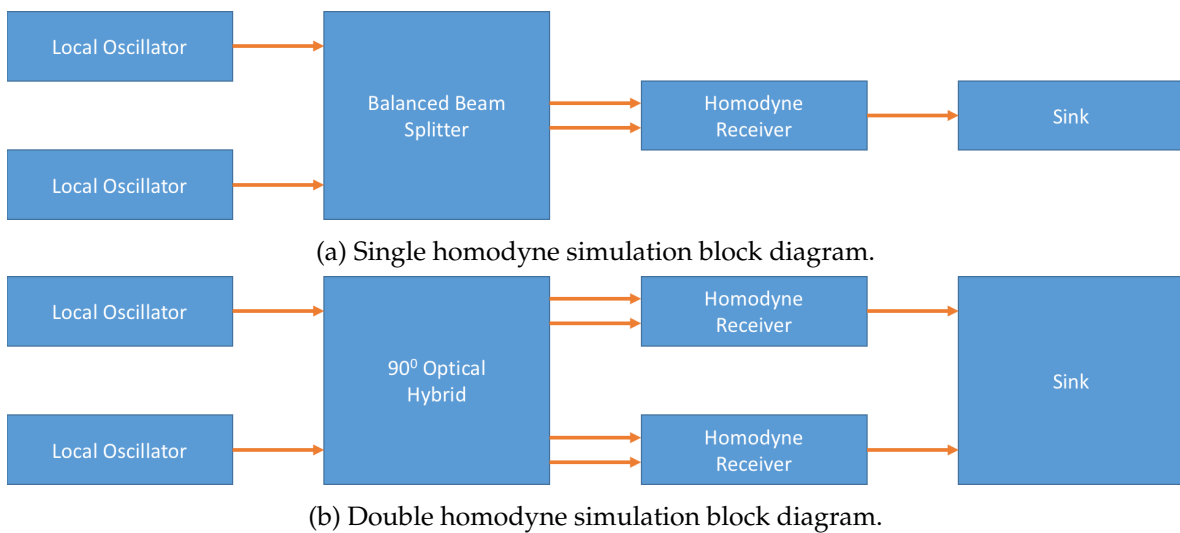 Local Oscillator
Local Oscillator
Balanced Beam
Splitter
Homodyne
Receiver
Sink
(a) Single homodyne simulation block diagram.
Local Oscillator
Local Oscillator
90⁰ Optical
Hybrid
Homodyne
Receiver
Homodyne
Receiver
Sink
(b) Double homodyne simulation block diagram.